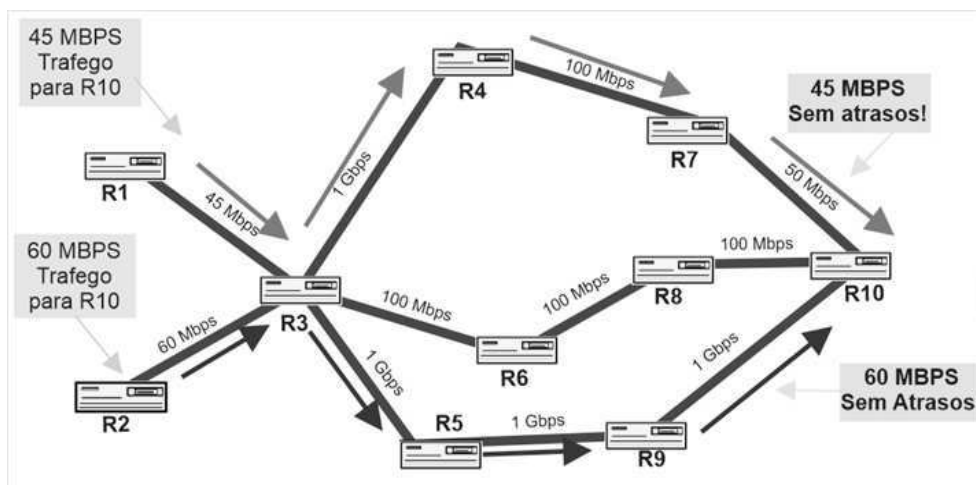 45 MBPS
Trafego
para R10
R4
100 Mbps
45 MBPS
Sem atrasos!
R7
R1
1 Gbps
45 Mbps
50 Mbps
60 MBPS
Trafego
para R10
100 Mbps
R8
R10
R3
100 Mbps
100 Mbps
60 Mbps
R6
1 Gbps
1 Gbps
60 MBPS
Sem Atrasos
R2
R5
1 Gbps
R9